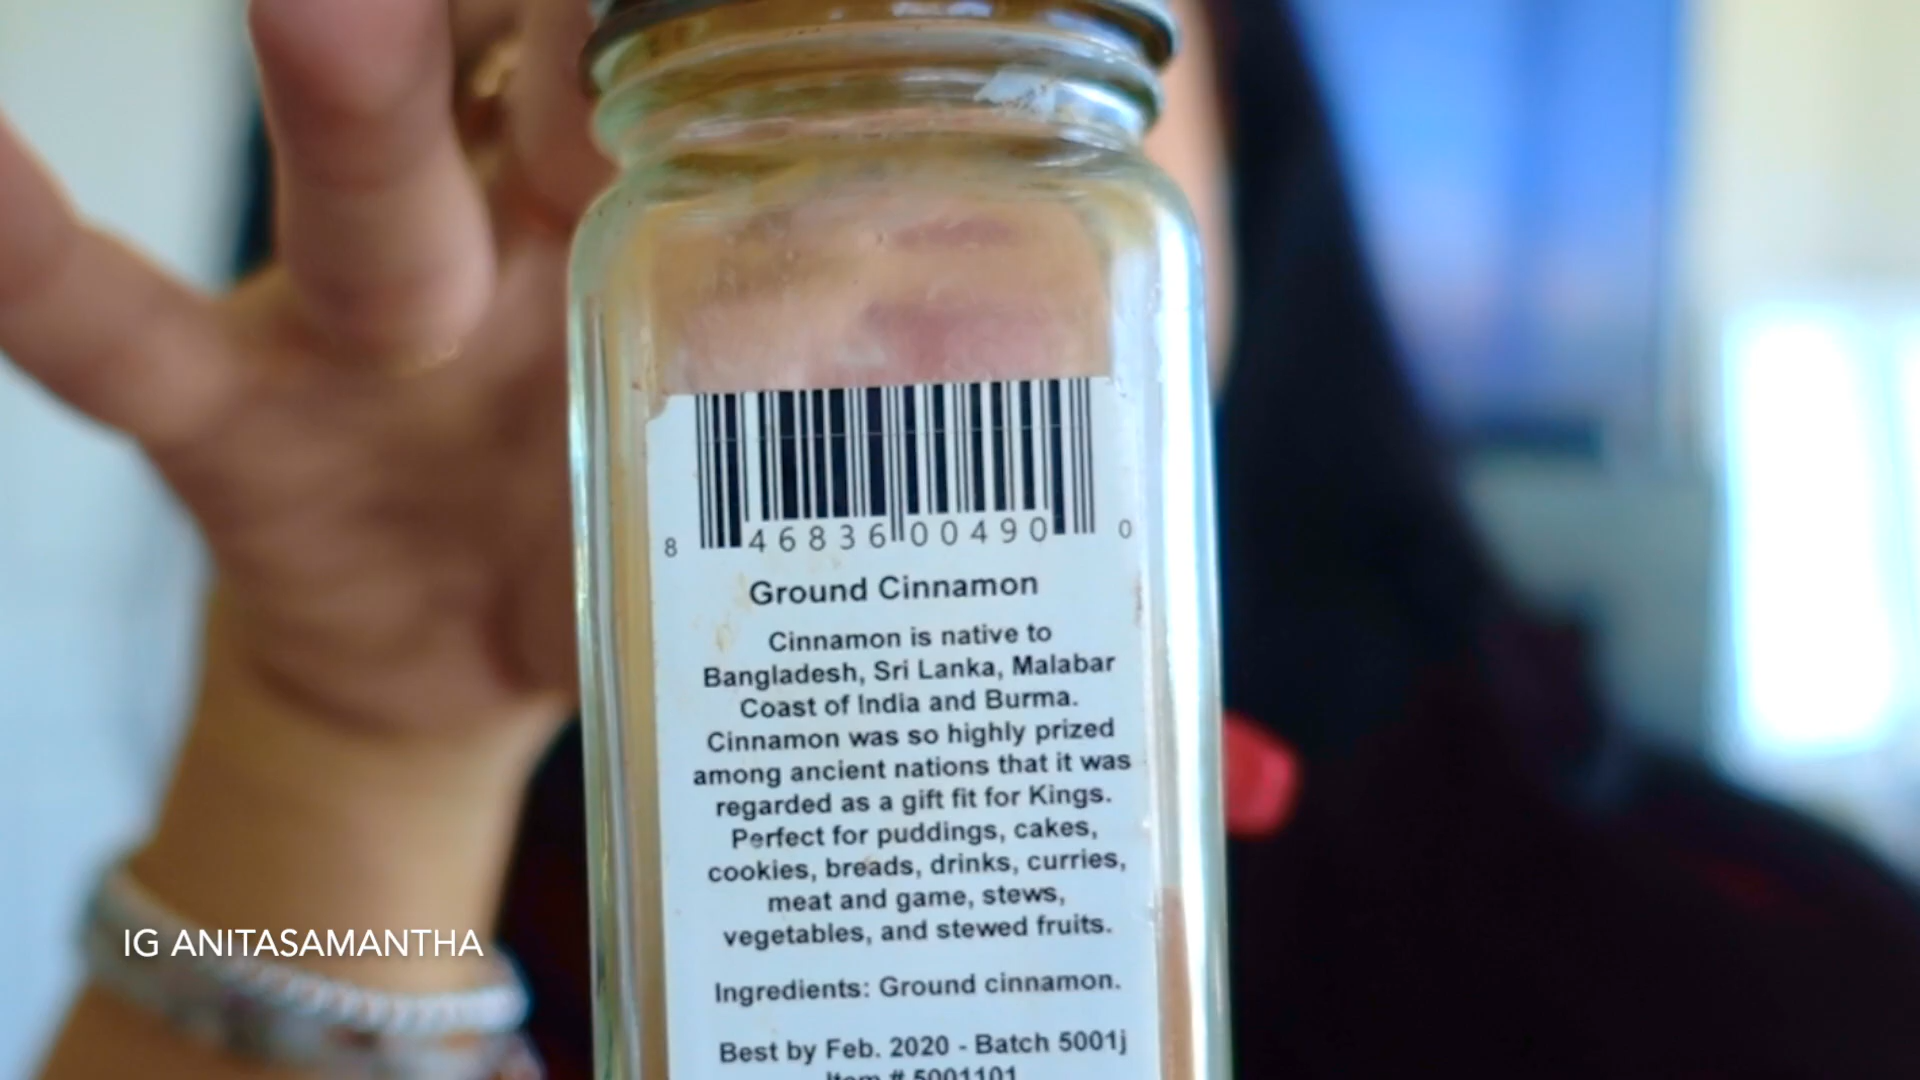 8 46836 00490 0
Ground Cinnamon
Cinnamon is native to
Bangladesh, Sri Lanka, Malabar
Coast of India and Burma.
Cinnamon was so highly prized
among ancient nations that it was
regarded as a gift fit for Kings.
Perfect for puddings, cakes,
cookies, breads, drinks, curries,
meat and game, stews,
vegetables, and stewed fruits.
Ingredients: Ground cinnamon.
Best by Feb. 2020 - Batch 5001j
Item # 5001101
IG ANITASAMANTHA